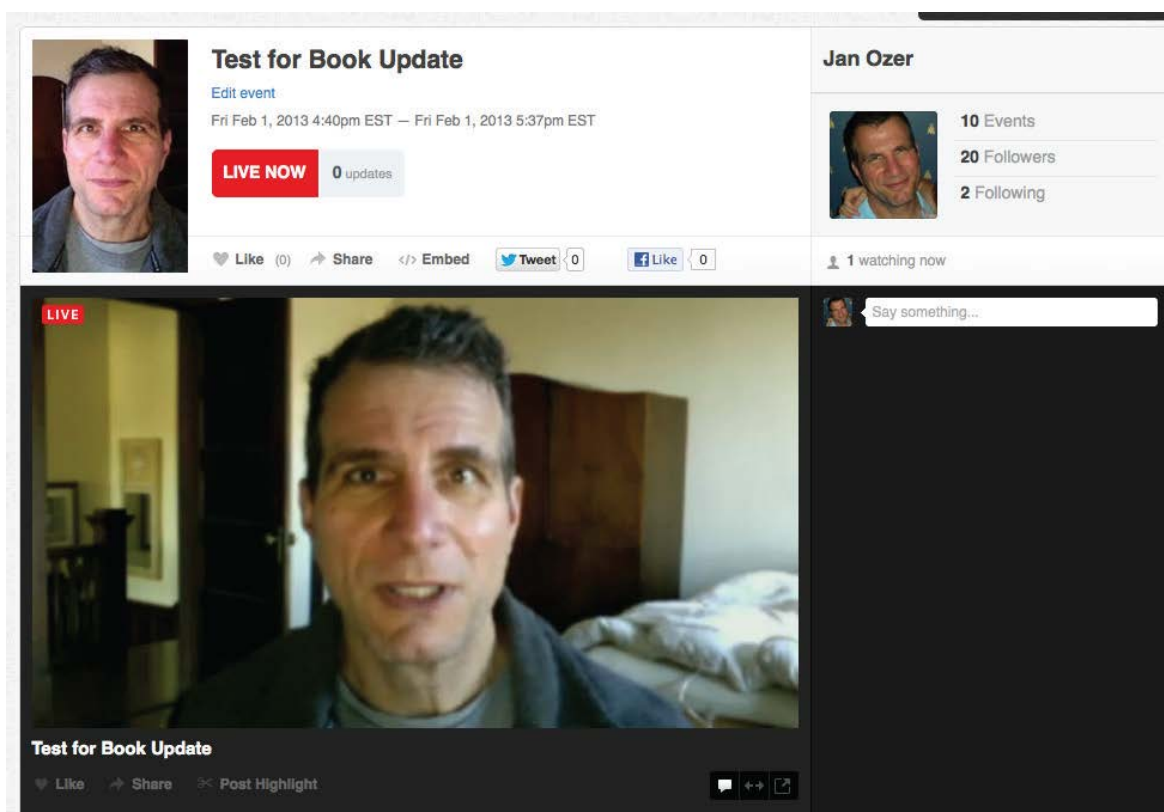 Test for Book Update
Edit event
Fri Feb 1, 2013 4:40pm EST — Fri Feb 1, 2013 5:37pm EST
LIVE NOW 0 updates
Like (0) Share </> Embed Tweet 0 Like 0
Jan Ozer
10 Events
20 Followers
2 Following
1 watching now
LIVE
Say something...
Test for Book Update
Like Share Post Highlight